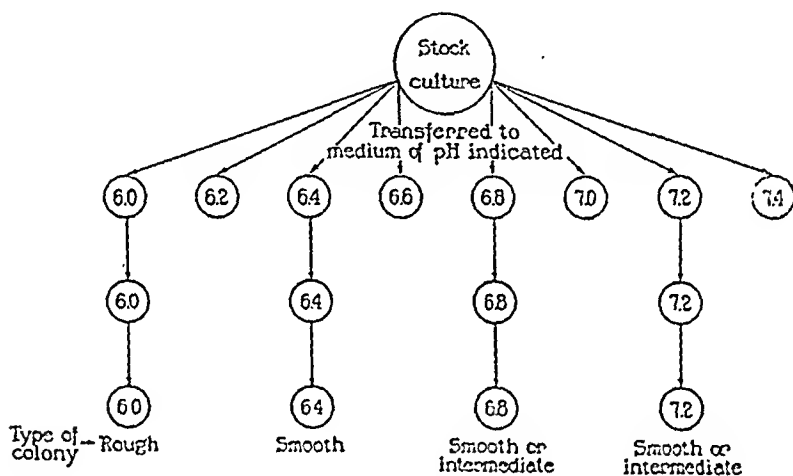 Stock
culture
Transferred to
medium of pH indicated
6.0 6.2 6.4 6.6 6.8 7.0 7.2 7.4
6.0 6.4 6.8 7.2
6.0 6.4 6.8 7.2
Type of
colony
Rough
Smooth
Smooth or
intermediate
Smooth or
intermediate